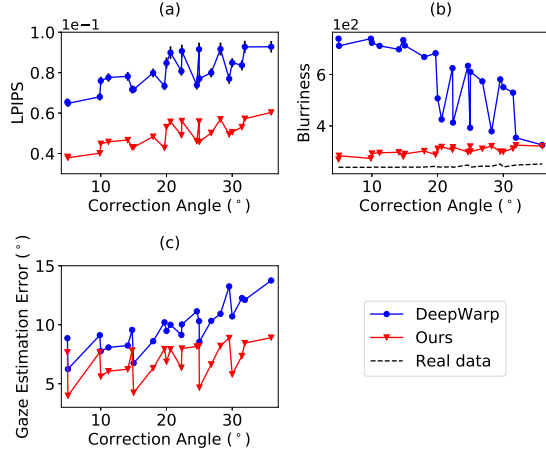 (a)
1e−1
LPIPS
1.0
0.8
0.6
0.4
10
20
30
Correction Angle (°)
(b)
1e2
Blurriness
6
4
0
10
20
30
Correction Angle (°)
(c)
Gaze Estimation Error (°)
15
10
5
10
20
30
Correction Angle (°)
DeepWarp
Ours
Real data